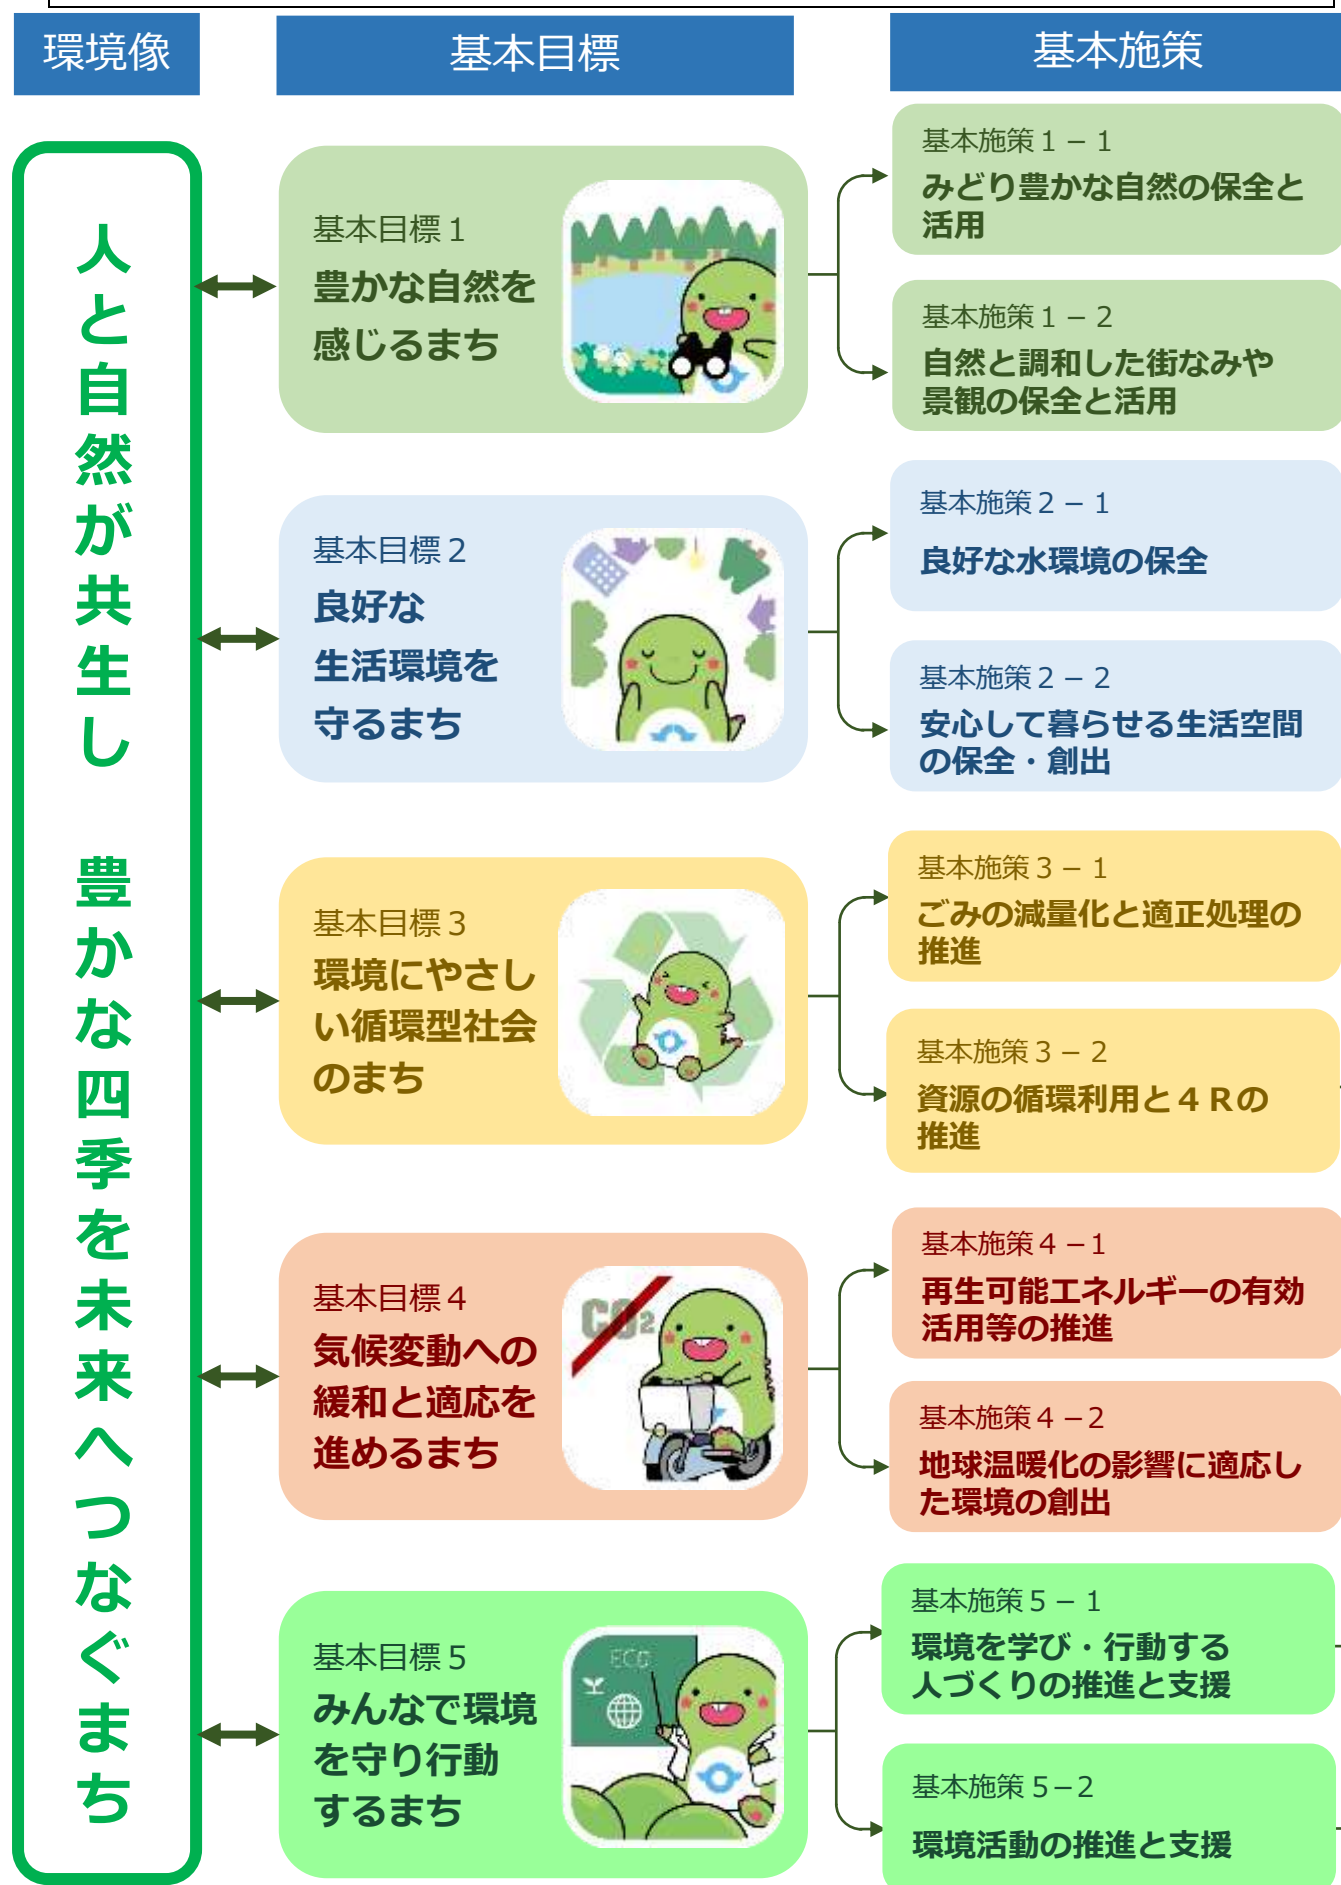 環境像
基本目標
基本施策
人と自然が共生し　豊かな四季を未来へつなぐまち
基本目標１
豊かな自然を
感じるまち
基本施策１－１
みどり豊かな自然の保全と
活用
基本施策１－２
自然と調和した街なみや
景観の保全と活用
基本目標２
良好な
生活環境を
守るまち
基本施策２－１
良好な水環境の保全
基本施策２－２
安心して暮らせる生活空間
の保全・創出
基本目標３
環境にやさし
い循環型社会
のまち
基本施策３－１
ごみの減量化と適正処理の
推進
基本施策３－２
資源の循環利用と４Ｒの
推進
基本目標４
気候変動への
緩和と適応を
進めるまち
CO2
基本施策４－１
再生可能エネルギーの有効
活用等の推進
基本施策４－２
地球温暖化の影響に適応し
た環境の創出
基本目標５
みんなで環境
を守り行動
するまち
ECO
基本施策５－１
環境を学び・行動する
人づくりの推進と支援
基本施策５－２
環境活動の推進と支援